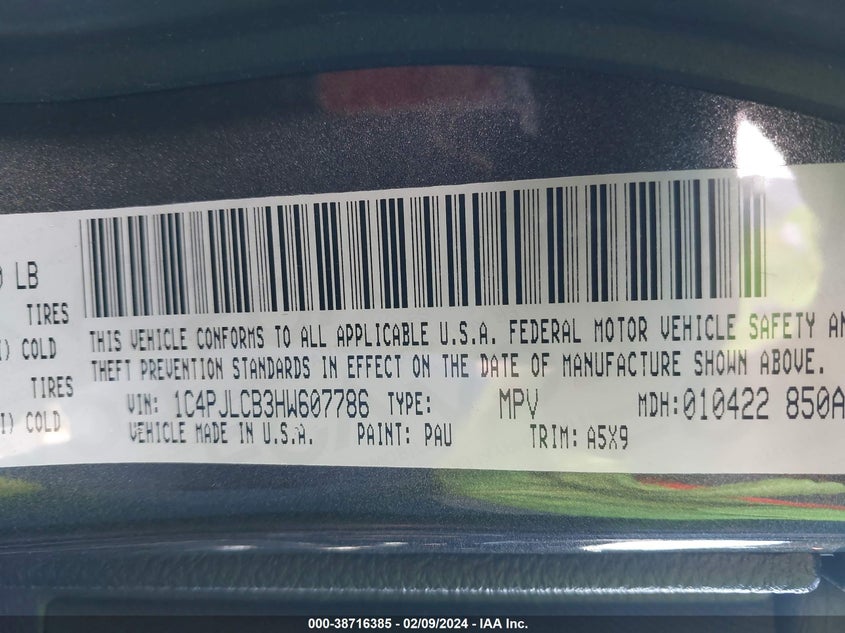 LB
TIRES
COLD
TIRES
COLD
THIS VEHICLE CONFORMS TO ALL APPLICABLE U.S.A. FEDERAL MOTOR VEHICLE SAFETY
THEFT PREVENTION STANDARDS IN EFFECT ON THE DATE OF MANUFACTURE SHOWN ABOVE.
VIN: 1C4PJLCB3HW607786 TYPE: MPV MDH: 010422 850A
VEHICLE MADE IN U.S.A. PAINT: PAU TRIM: A5X9
000-38716385 - 02/09/2024 - IAA Inc.